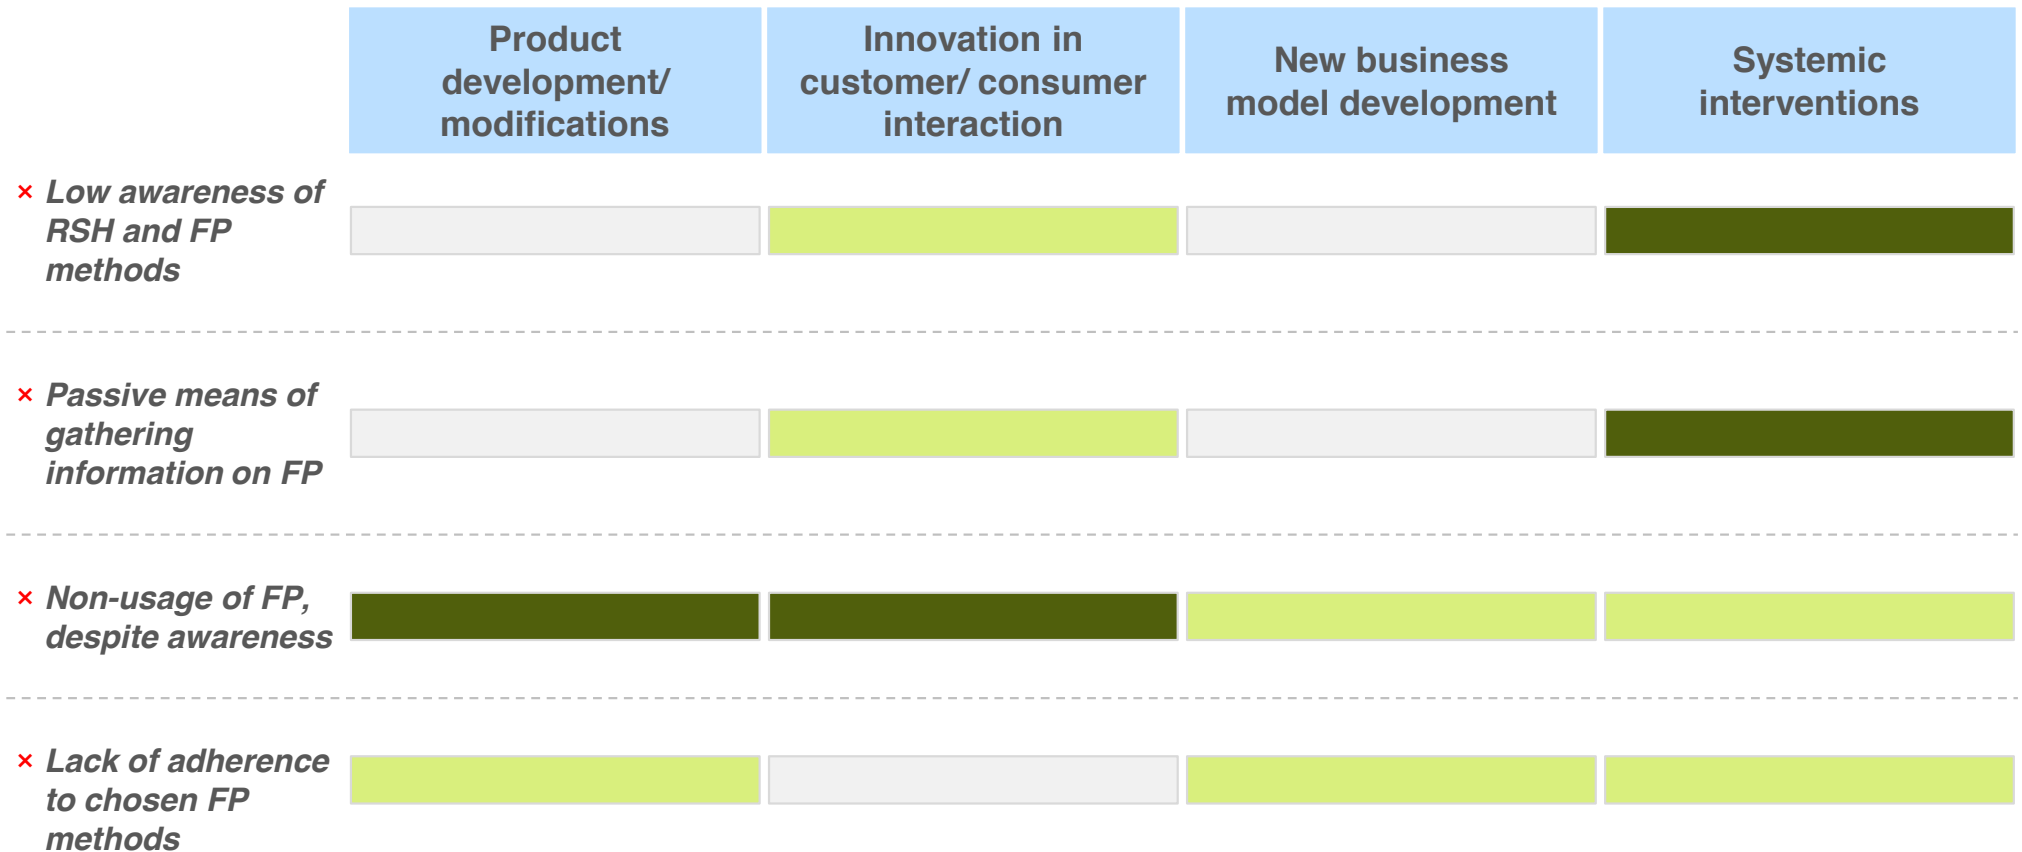 Product
development/
modifications
Innovation in
customer/ consumer
interaction
New business
model development
Systemic
interventions
× Low awareness of
RSH and FP
methods
× Passive means of
gathering
information on FP
× Non-usage of FP,
despite awareness
× Lack of adherence
to chosen FP
methods